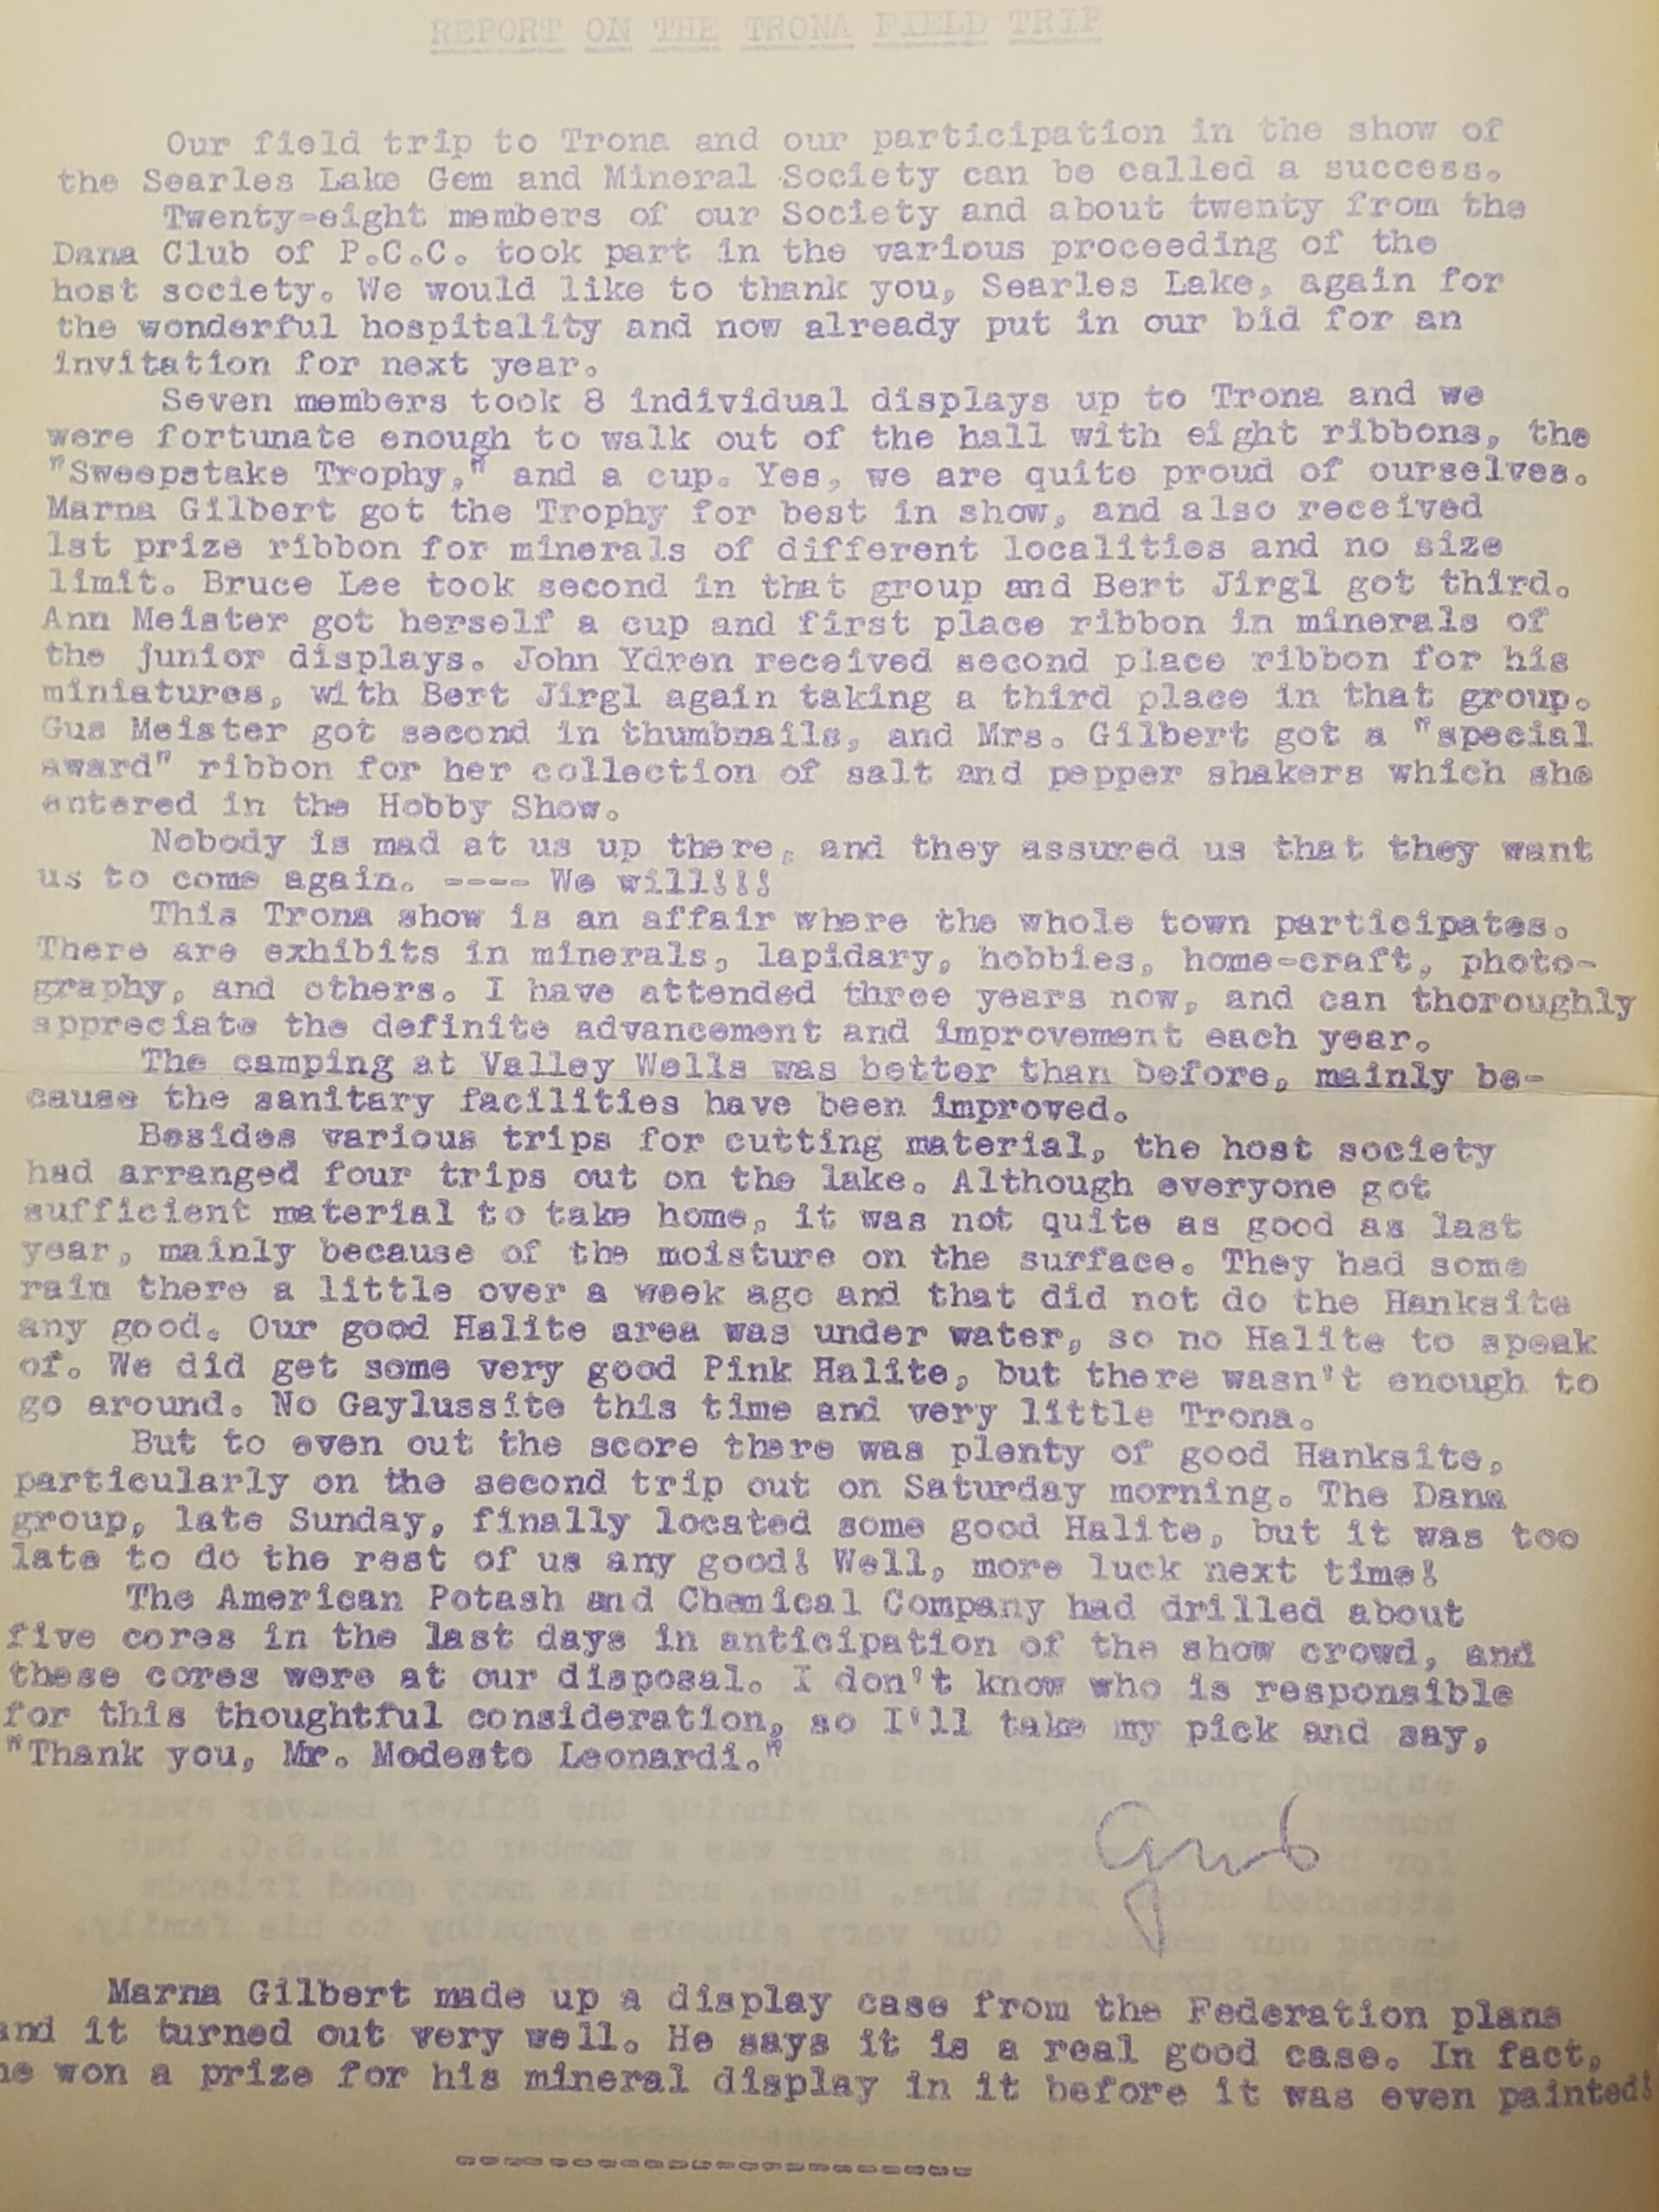 REPORT ON THE TRONA FIELD TRIP
Our field trip to Trona and our participation in the show of
the Searles Lake Gem and Mineral Society can be called a success.
Twenty-eight members of our Society and about twenty from the
Dana Club of P.C.C. took part in the various proceeding of the
host society. We would like to thank you, Searles Lake, again for
the wonderful hospitality and now already put in our bid for an
invitation for next year.
Seven members took 8 individual displays up to Trona and we
were fortunate enough to walk out of the hall with eight ribbons, the
"Sweepstake Trophy," and a cup. Yes, we are quite proud of ourselves.
Marna Gilbert got the Trophy for best in show, and also received
1st prize ribbon for minerals of different localities and no size
limit. Bruce Lee took second in that group and Bert Jirgl got third.
Ann Meister got herself a cup and first place ribbon in minerals of
the junior displays. John Ydren received second place ribbon for his
miniatures, with Bert Jirgl again taking a third place in that group.
Gus Meister got second in thumbnails, and Mrs. Gilbert got a "special
award" ribbon for her collection of salt and pepper shakers which she
entered in the Hobby Show.
Nobody is mad at us up there, and they assured us that they want
us to come again. ---- We will!!!
This Trona show is an affair where the whole town participates.
There are exhibits in minerals, lapidary, hobbies, home-craft, photo-
graphy, and others. I have attended three years now, and can thoroughly
appreciate the definite advancement and improvement each year.
The camping at Valley Wells was better than before, mainly be-
cause the sanitary facilities have been improved.
Besides various trips for cutting material, the host society
had arranged four trips out on the lake. Although everyone got
sufficient material to take home, it was not quite as good as last
year, mainly because of the moisture on the surface. They had some
rain there a little over a week ago and that did not do the Hanksite
any good. Our good Halite area was under water, so no Halite to speak
of. We did get some very good Pink Halite, but there wasn't enough to
go around. No Gaylussite this time and very little Trona.
But to even out the score there was plenty of good Hanksite,
particularly on the second trip out on Saturday morning. The Dana
group, late Sunday, finally located some good Halite, but it was too
late to do the rest of us any good! Well, more luck next time!
The American Potash and Chemical Company had drilled about
five cores in the last days in anticipation of the show crowd, and
these cores were at our disposal. I don't know who is responsible
for this thoughtful consideration, so I'll take my pick and say,
"Thank you, Mr. Modesto Leonardi."
Marna Gilbert made up a display case from the Federation plans
and it turned out very well. He says it is a real good case. In fact,
he won a prize for his mineral display in it before it was even painted!
----------------------